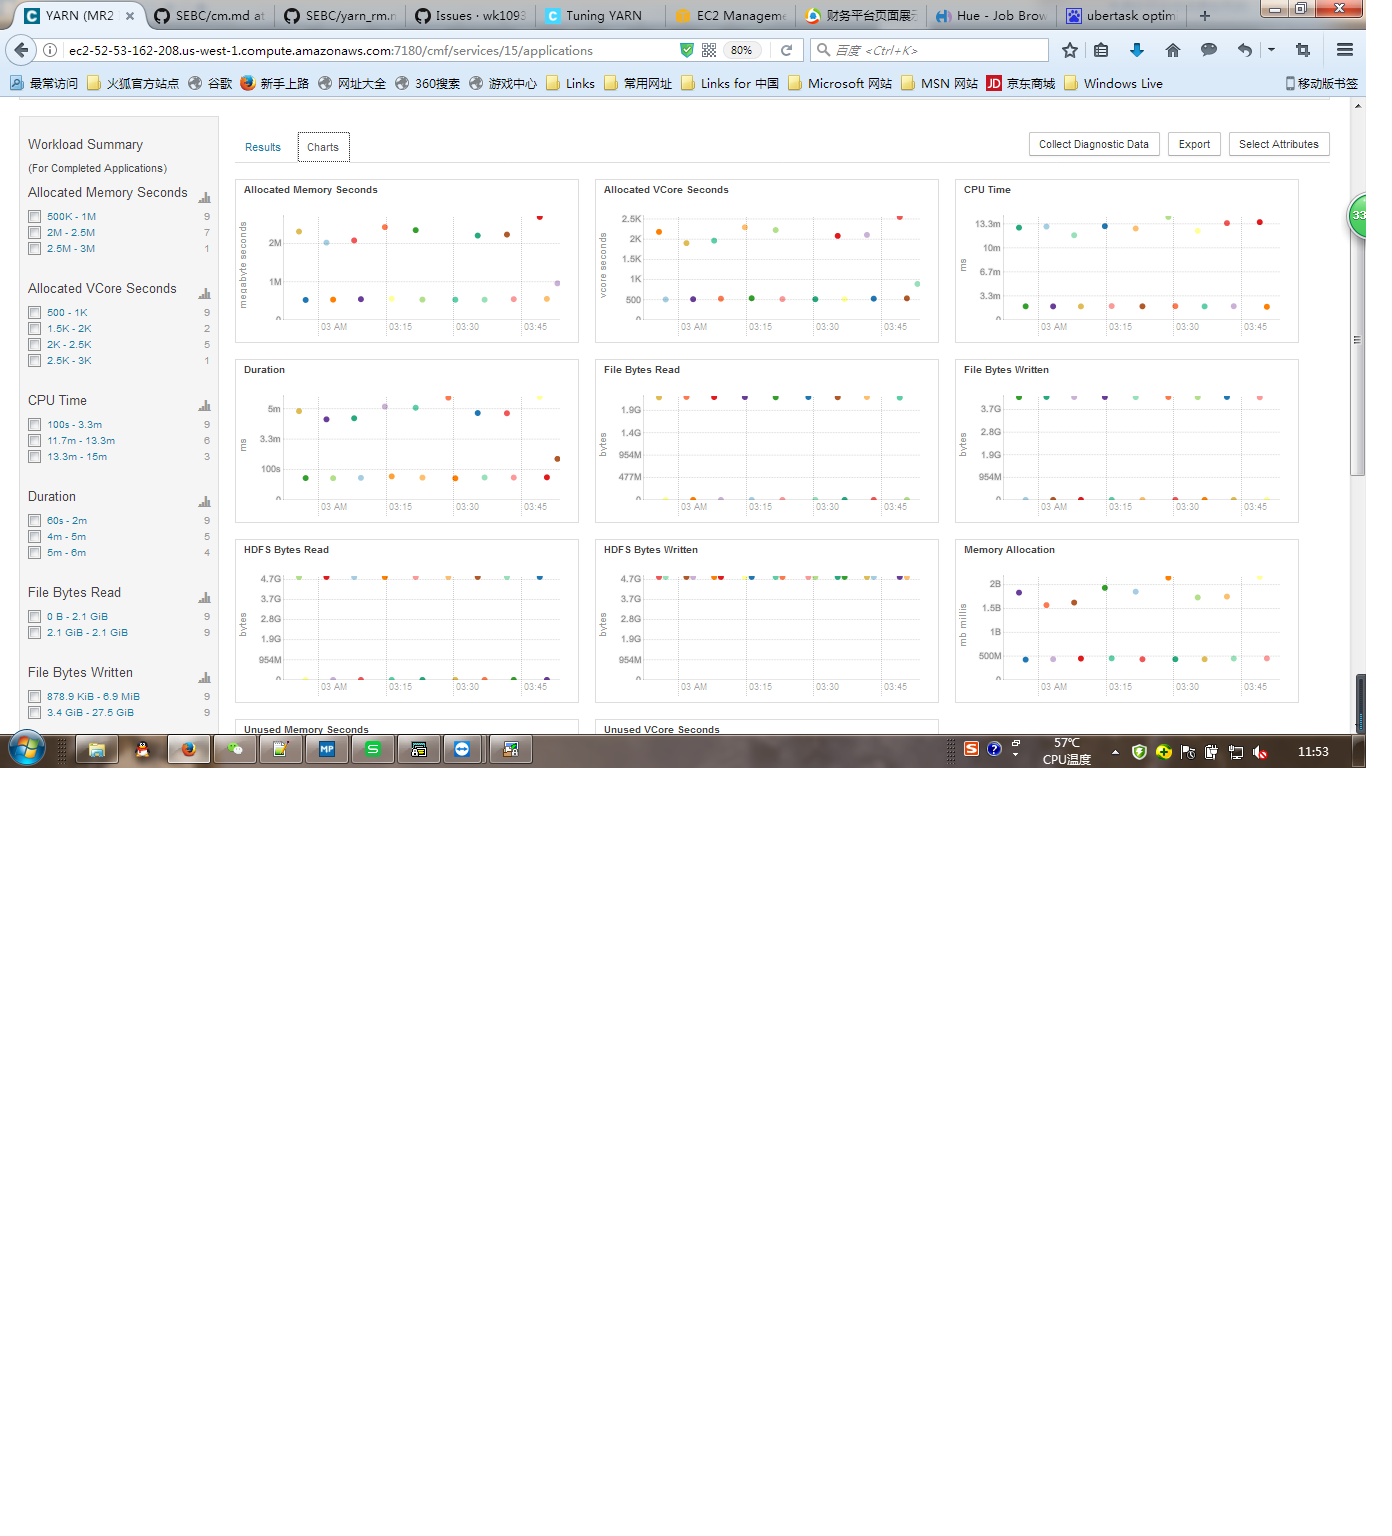 YARN (MR2
SEBC/cm.md at
SEBC/yarn_rm.m
Issues · wk1093
Tuning YARN
EC2 Manageme
财务平台页面展示
Hue - Job Brow
ubertask optim
ec2-52-53-162-208.us-west-1.compute.amazonaws.com:7180/cmf/services/15/applications
80%
百度 <Ctrl+K>
最常访问 火狐官方站点 谷歌 新手上路 网址大全 360搜索 游戏中心 Links 常用网址 Links for 中国 Microsoft 网站 MSN 网站 JD 京东商城 Windows Live 移动版书签
Workload Summary
(For Completed Applications)
Allocated Memory Seconds
500K - 1M 9
2M - 2.5M 7
2.5M - 3M 1
Allocated VCore Seconds
500 - 1K 9
1.5K - 2K 2
2K - 2.5K 5
2.5K - 3K 1
CPU Time
100s - 3.3m 9
11.7m - 13.3m 6
13.3m - 15m 3
Duration
60s - 2m 9
4m - 5m 5
5m - 6m 4
File Bytes Read
0 B - 2.1 GiB 9
2.1 GiB - 2.1 GiB 9
File Bytes Written
878.9 KiB - 6.9 MiB 9
3.4 GiB - 27.5 GiB 9
Results Charts
Collect Diagnostic Data Export Select Attributes
33
Allocated Memory Seconds
megabyte seconds
2M
1M
0
03 AM 03:15 03:30 03:45
Allocated VCore Seconds
vcore seconds
2.5K
2K
1.5K
1K
500
0
03 AM 03:15 03:30 03:45
CPU Time
ms
13.3m
10m
6.7m
3.3m
0
03 AM 03:15 03:30 03:45
Duration
ms
5m
3.3m
100s
0
03 AM 03:15 03:30 03:45
File Bytes Read
bytes
1.9G
1.4G
954M
477M
0
03 AM 03:15 03:30 03:45
File Bytes Written
bytes
3.7G
2.8G
1.9G
954M
0
03 AM 03:15 03:30 03:45
HDFS Bytes Read
bytes
4.7G
3.7G
2.8G
1.9G
954M
0
03 AM 03:15 03:30 03:45
HDFS Bytes Written
bytes
4.7G
3.7G
2.8G
1.9G
954M
0
03 AM 03:15 03:30 03:45
Memory Allocation
mb millis
2B
1.5B
1B
500M
0
03 AM 03:15 03:30 03:45
Unused Memory Seconds
Unused VCore Seconds
MP
S
S
57℃
CPU温度
11:53